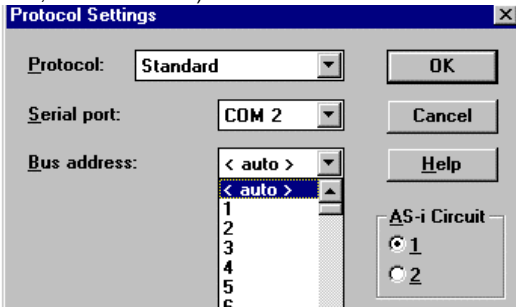 Protocol Settings
Protocol: Standard
OK
Serial port: COM 2
Cancel
Bus address: < auto >
Help
< auto >
1
2
3
4
5
6
AS-i Circuit
1
2